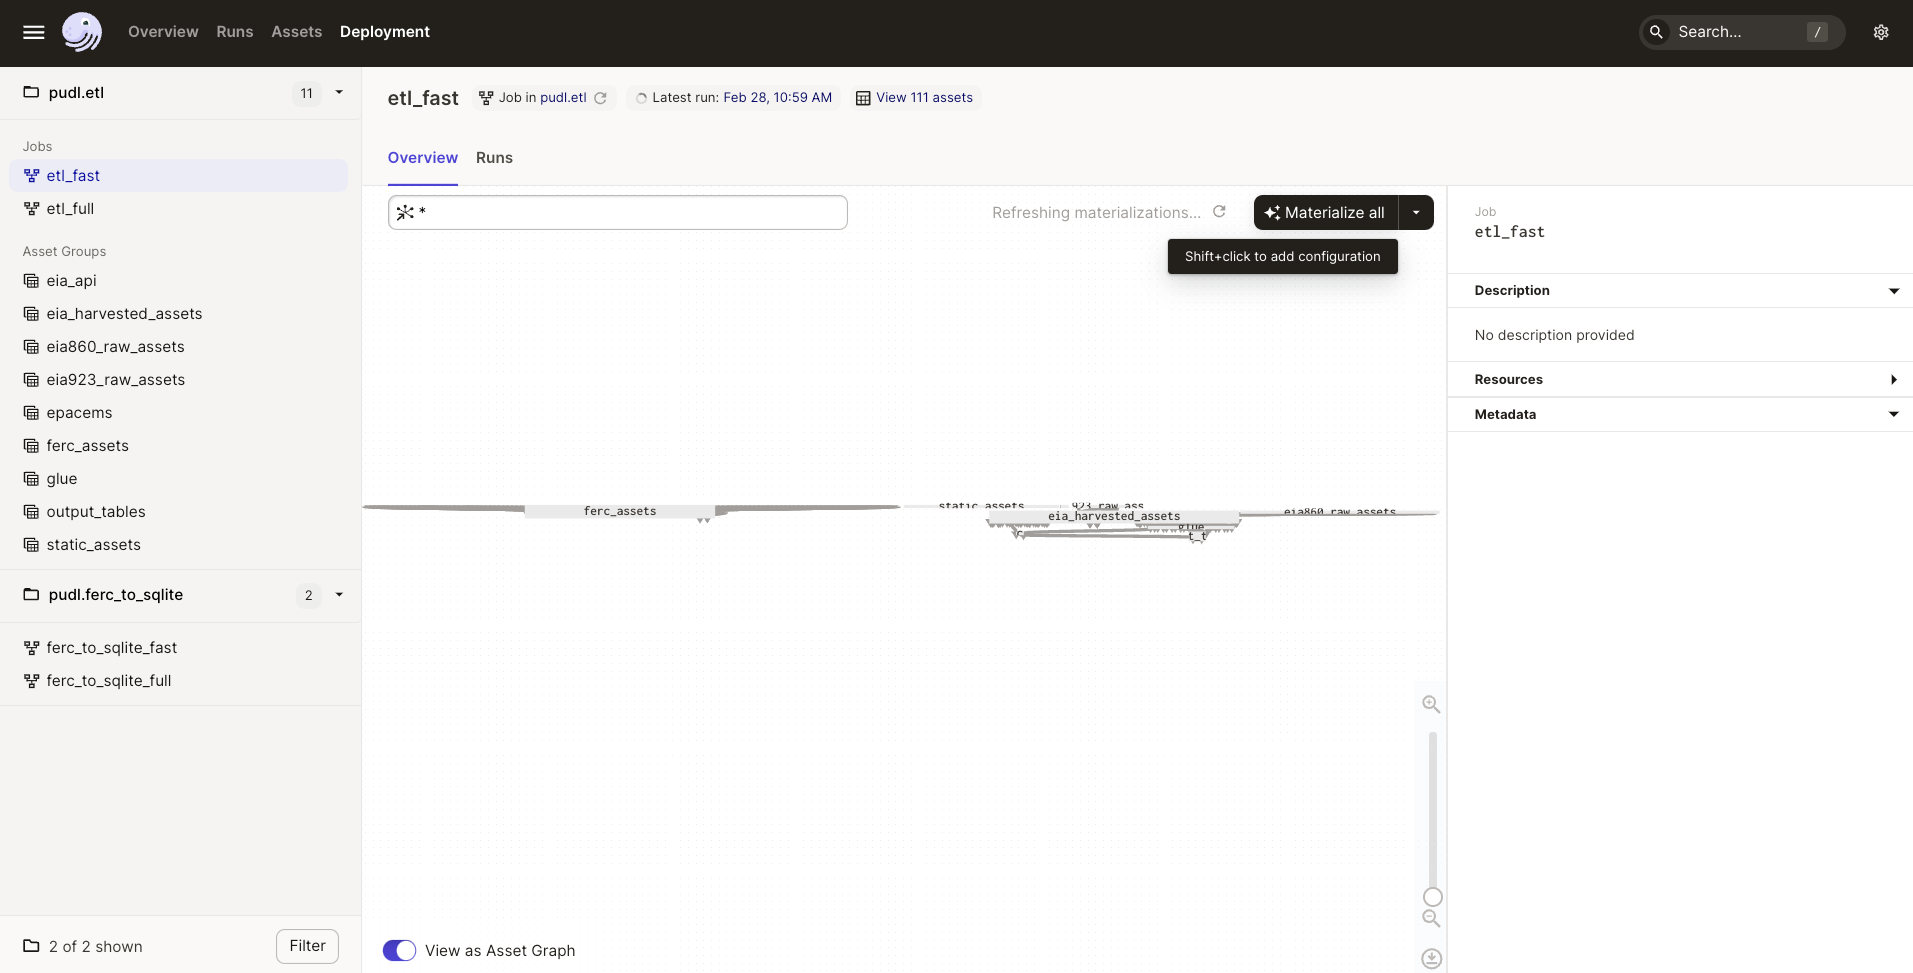 Overview Runs Assets Deployment
Search... /
pudl.etl 11
Jobs
etl_fast
etl_full
Asset Groups
eia_api
eia_harvested_assets
eia860_raw_assets
eia923_raw_assets
epacems
ferc_assets
glue
output_tables
static_assets
pudl.ferc_to_sqlite 2
ferc_to_sqlite_fast
ferc_to_sqlite_full
2 of 2 shown Filter
etl_fast Job in pudl.etl Latest run: Feb 28, 10:59 AM View 111 assets
Overview Runs
* Refreshing materializations... Materialize all
Shift+click to add configuration
ferc_assets
static_assets
923_raw_ass
eia_harvested_assets
eia860_raw_assets
glue
t_t
View as Asset Graph
Job
etl_fast
Description
No description provided
Resources
Metadata